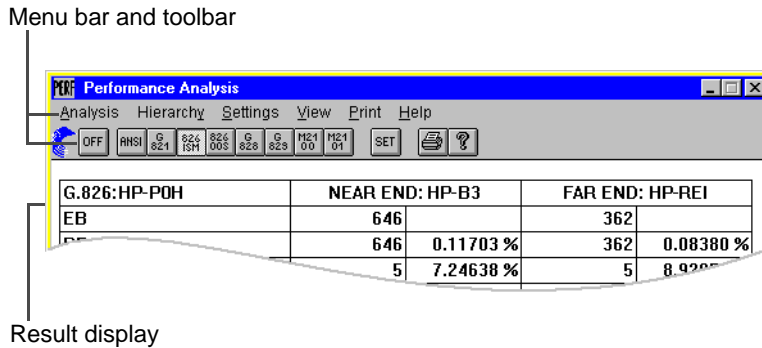 Menu bar and toolbar
PERF Performance Analysis
Analysis Hierarchy Settings View Print Help
OFF ANSI G 821 826 ISM 826 OOS G 828 G 829 M21 00 M21 01 SET
G.826:HP-POH NEAR END: HP-B3 FAR END: HP-REI
EB 646 362
646 0.11703 % 362 0.08380 %
5 7.24638 % 5
Result display